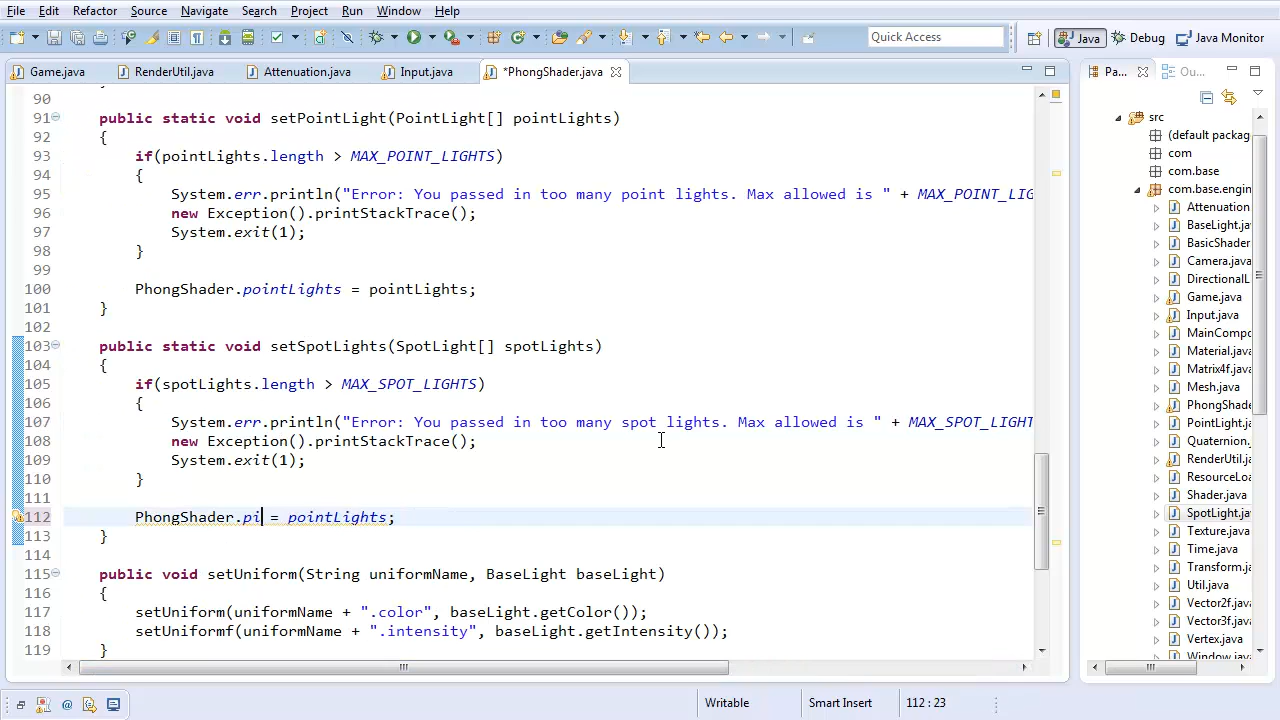 File Edit Refactor Source Navigate Search Project Run Window Help
Quick Access
Java Debug Java Monitor
Game.java RenderUtil.java Attenuation.java Input.java *PhongShader.java Pa... Ou...
90
91 public static void setPointLight(PointLight[] pointLights)
92 {
93 if(pointLights.length > MAX_POINT_LIGHTS)
94 {
95 System.err.println("Error: You passed in too many point lights. Max allowed is " + MAX_POINT_LIG
96 new Exception().printStackTrace();
97 System.exit(1);
98 }
99
100 PhongShader.pointLights = pointLights;
101 }
102
103 public static void setSpotLights(SpotLight[] spotLights)
104 {
105 if(spotLights.length > MAX_SPOT_LIGHTS)
106 {
107 System.err.println("Error: You passed in too many spot lights. Max allowed is " + MAX_SPOT_LIGHT
108 new Exception().printStackTrace();
109 System.exit(1);
110 }
111
112 PhongShader.pi = pointLights;
113 }
114
115 public void setUniform(String uniformName, BaseLight baseLight)
116 {
117 setUniform(uniformName + ".color", baseLight.getColor());
118 setUniformf(uniformName + ".intensity", baseLight.getIntensity());
119 }
src
(default packag
com
com.base
com.base.engin
Attenuation
BaseLight.jav
BasicShader
Camera.java
DirectionalL
Game.java
Input.java
MainCompo
Material.java
Matrix4f.jav
Mesh.java
PhongShade
PointLight.j
Quaternion.
RenderUtil.j
ResourceLoa
Shader.java
SpotLight.jav
Texture.java
Time.java
Transform.ja
Util.java
Vector2f.jav
Vector3f.jav
Vertex.java
Window.java
Writable Smart Insert 112 : 23